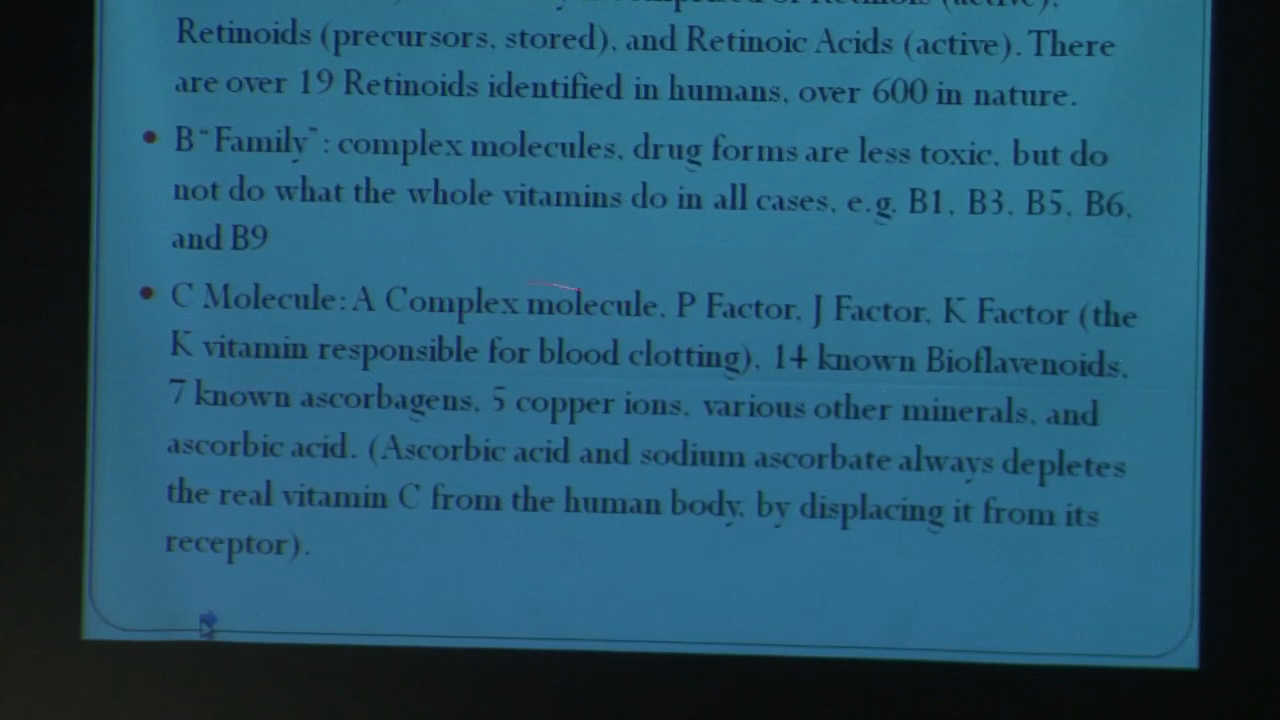 Retinoids (precursors, stored), and Retinoic Acids (active). There
are over 19 Retinoids identified in humans, over 600 in nature.
• B “Family” : complex molecules, drug forms are less toxic, but do
not do what the whole vitamins do in all cases, e.g. B1, B3, B5, B6,
and B9
• C Molecule: A Complex molecule, P Factor, J Factor, K Factor (the
K vitamin responsible for blood clotting), 14 known Bioflavenoids,
7 known ascorbagens, 5 copper ions, various other minerals, and
ascorbic acid. (Ascorbic acid and sodium ascorbate always depletes
the real vitamin C from the human body, by displacing it from its
receptor).